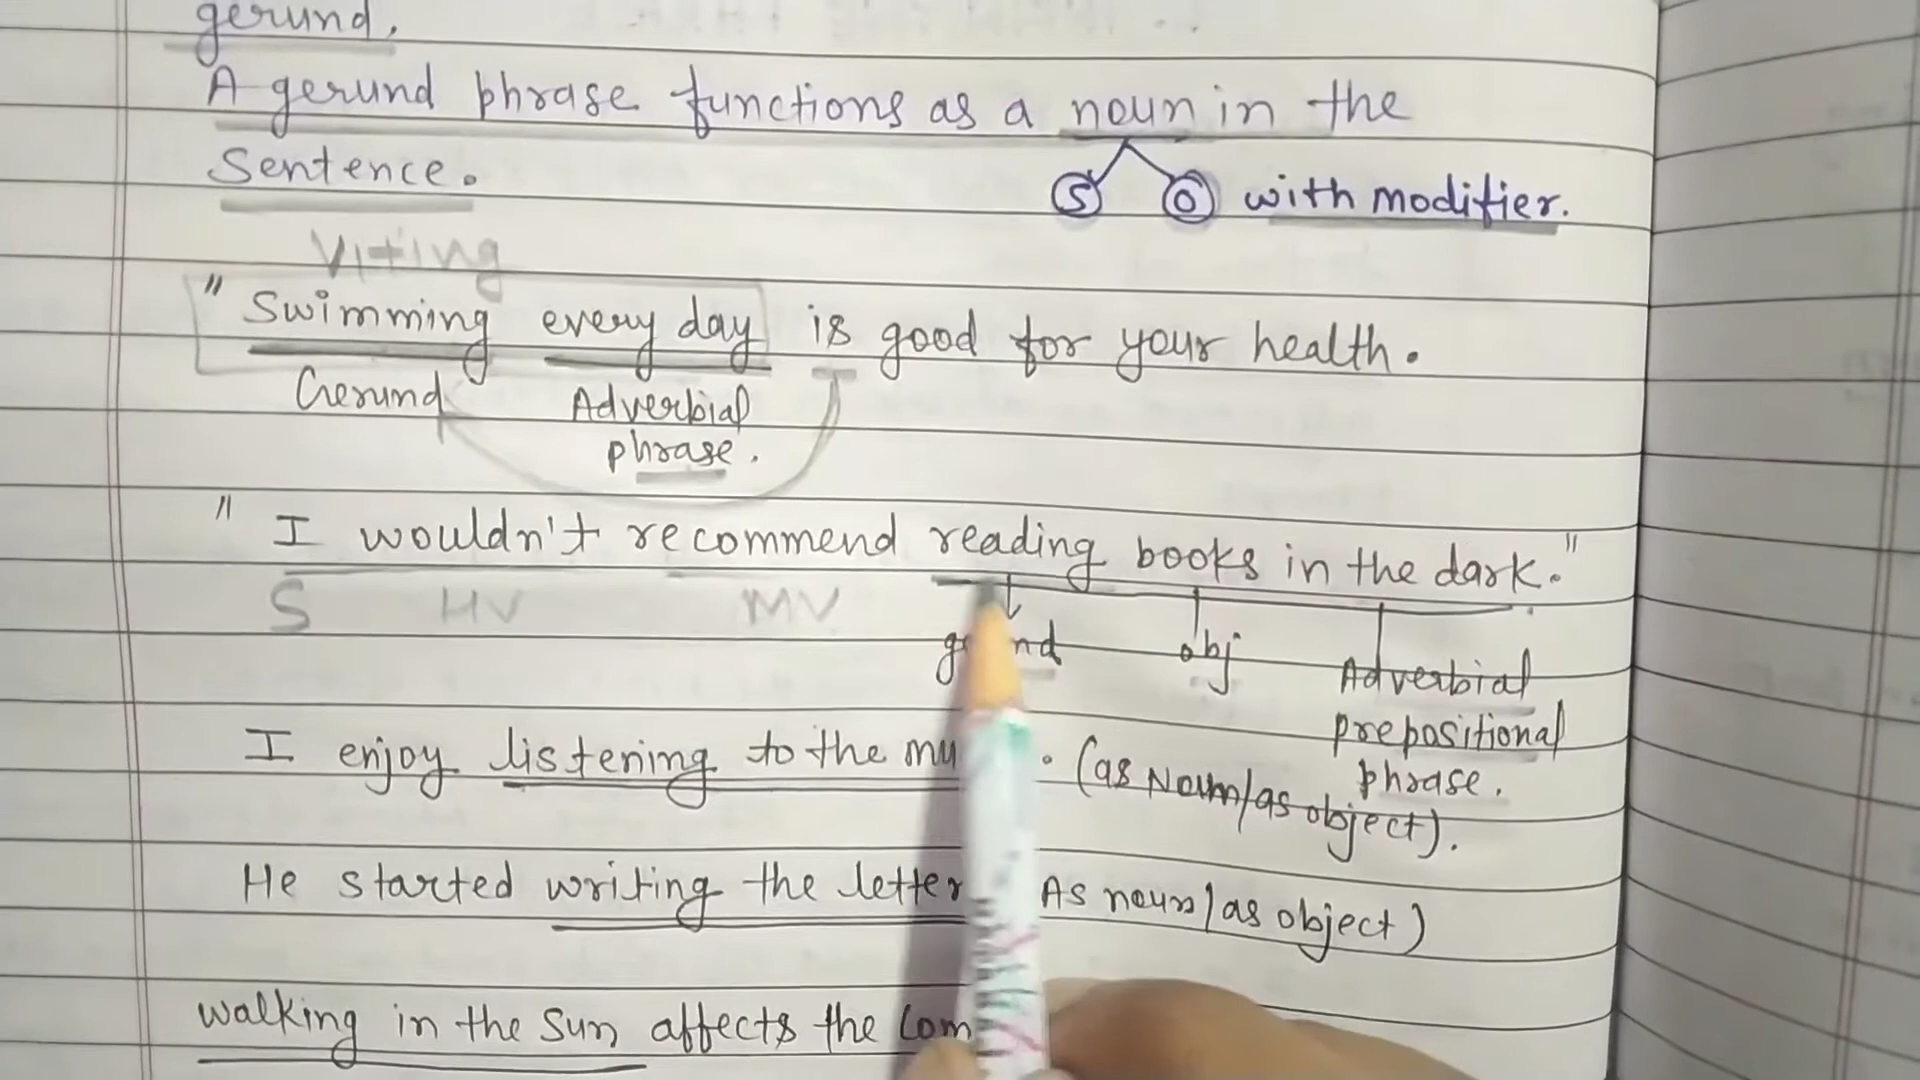 gerund.
A gerund phrase functions as a noun in the
Sentence.
S O with modifier.
V1+ing
"Swimming every day is good for your health.
Gerund Adverbial
phrase.
"I wouldn't recommend reading books in the dark."
S HV MV
obj Adverbial
prepositional
phrase.
I enjoy listening to the . (as Noun/as object).
He started writing the letter As noun/as object)
walking in the Sun affects the